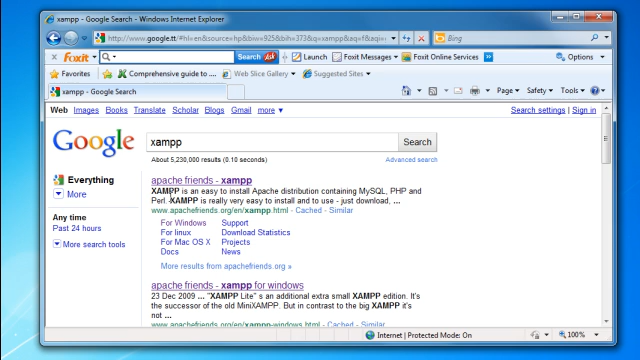 xampp - Google Search - Windows Internet Explorer
http://www.google.tt/#hl=en&source=hp&biw=925&bih=373&q=xampp&aq=f&aqi=
Bing
Foxit Search Ask Launch Foxit Messages Foxit Online Services Options
Favorites Comprehensive guide to .... Web Slice Gallery Suggested Sites
xampp - Google Search Page Safety Tools
Web Images Books Translate Scholar Blogs Gmail more Search settings | Sign in
Google xampp Search
About 5,230,000 results (0.10 seconds) Advanced search
Everything
More
Any time
Past 24 hours
More search tools
apache friends - xampp
XAMPP is an easy to install Apache distribution containing MySQL, PHP and
Perl. XAMPP is really very easy to install and to use - just download, ...
www.apachefriends.org/en/xampp.html - Cached - Similar
For Windows Support
For linux Download Statistics
For Mac OS X Projects
Docs News
More results from apachefriends.org »
apache friends - xampp for windows
23 Dec 2009 ... "XAMPP Lite" is an additional extra small XAMPP edition. It's
the successor of the old MiniXAMPP. But in contrast to the big XAMPP it's
not ...
www.apachefriends.org/en/xampp-windows.html - Cached - Similar
Internet | Protected Mode: On 100%